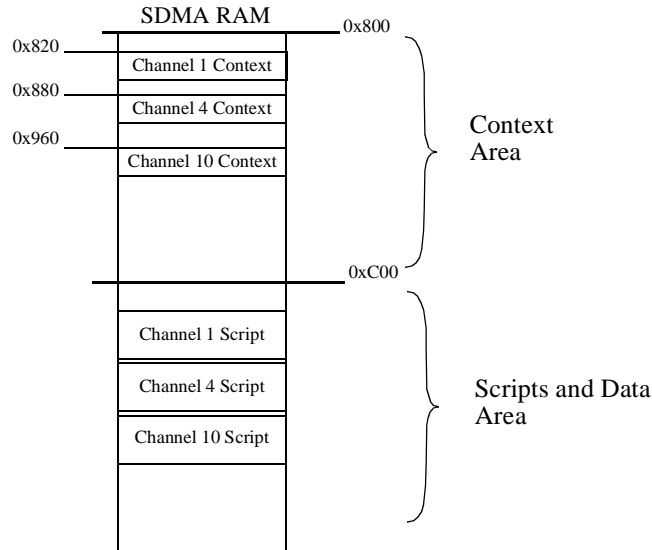 SDMA RAM
0x800
0x820
Channel 1 Context
0x880
Channel 4 Context
0x960
Channel 10 Context
Context
Area
0xC00
Channel 1 Script
Channel 4 Script
Channel 10 Script
Scripts and Data
Area